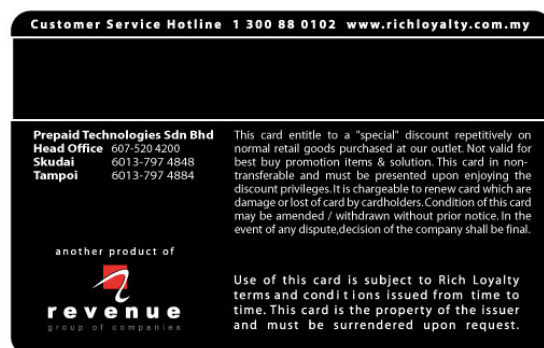 Customer Service Hotline 1 300 88 0102 www.richloyalty.com.my
Prepaid Technologies Sdn Bhd
Head Office 607-520 4200
Skudai 6013-797 4848
Tampoi 6013-797 4884
This card entitle to a "special" discount repetitively on
normal retail goods purchased at our outlet. Not valid for
best buy promotion items & solution. This card in non-
transferable and must be presented upon enjoying the
discount privileges. It is chargeable to renew card which are
damage or lost of card by cardholders. Condition of this card
may be amended / withdrawn without prior notice. In the
event of any dispute,decision of the company shall be final.
another product of
revenue
group of companies
Use of this card is subject to Rich Loyalty
terms and conditions issued from time to
time. This card is the property of the issuer
and must be surrendered upon request.